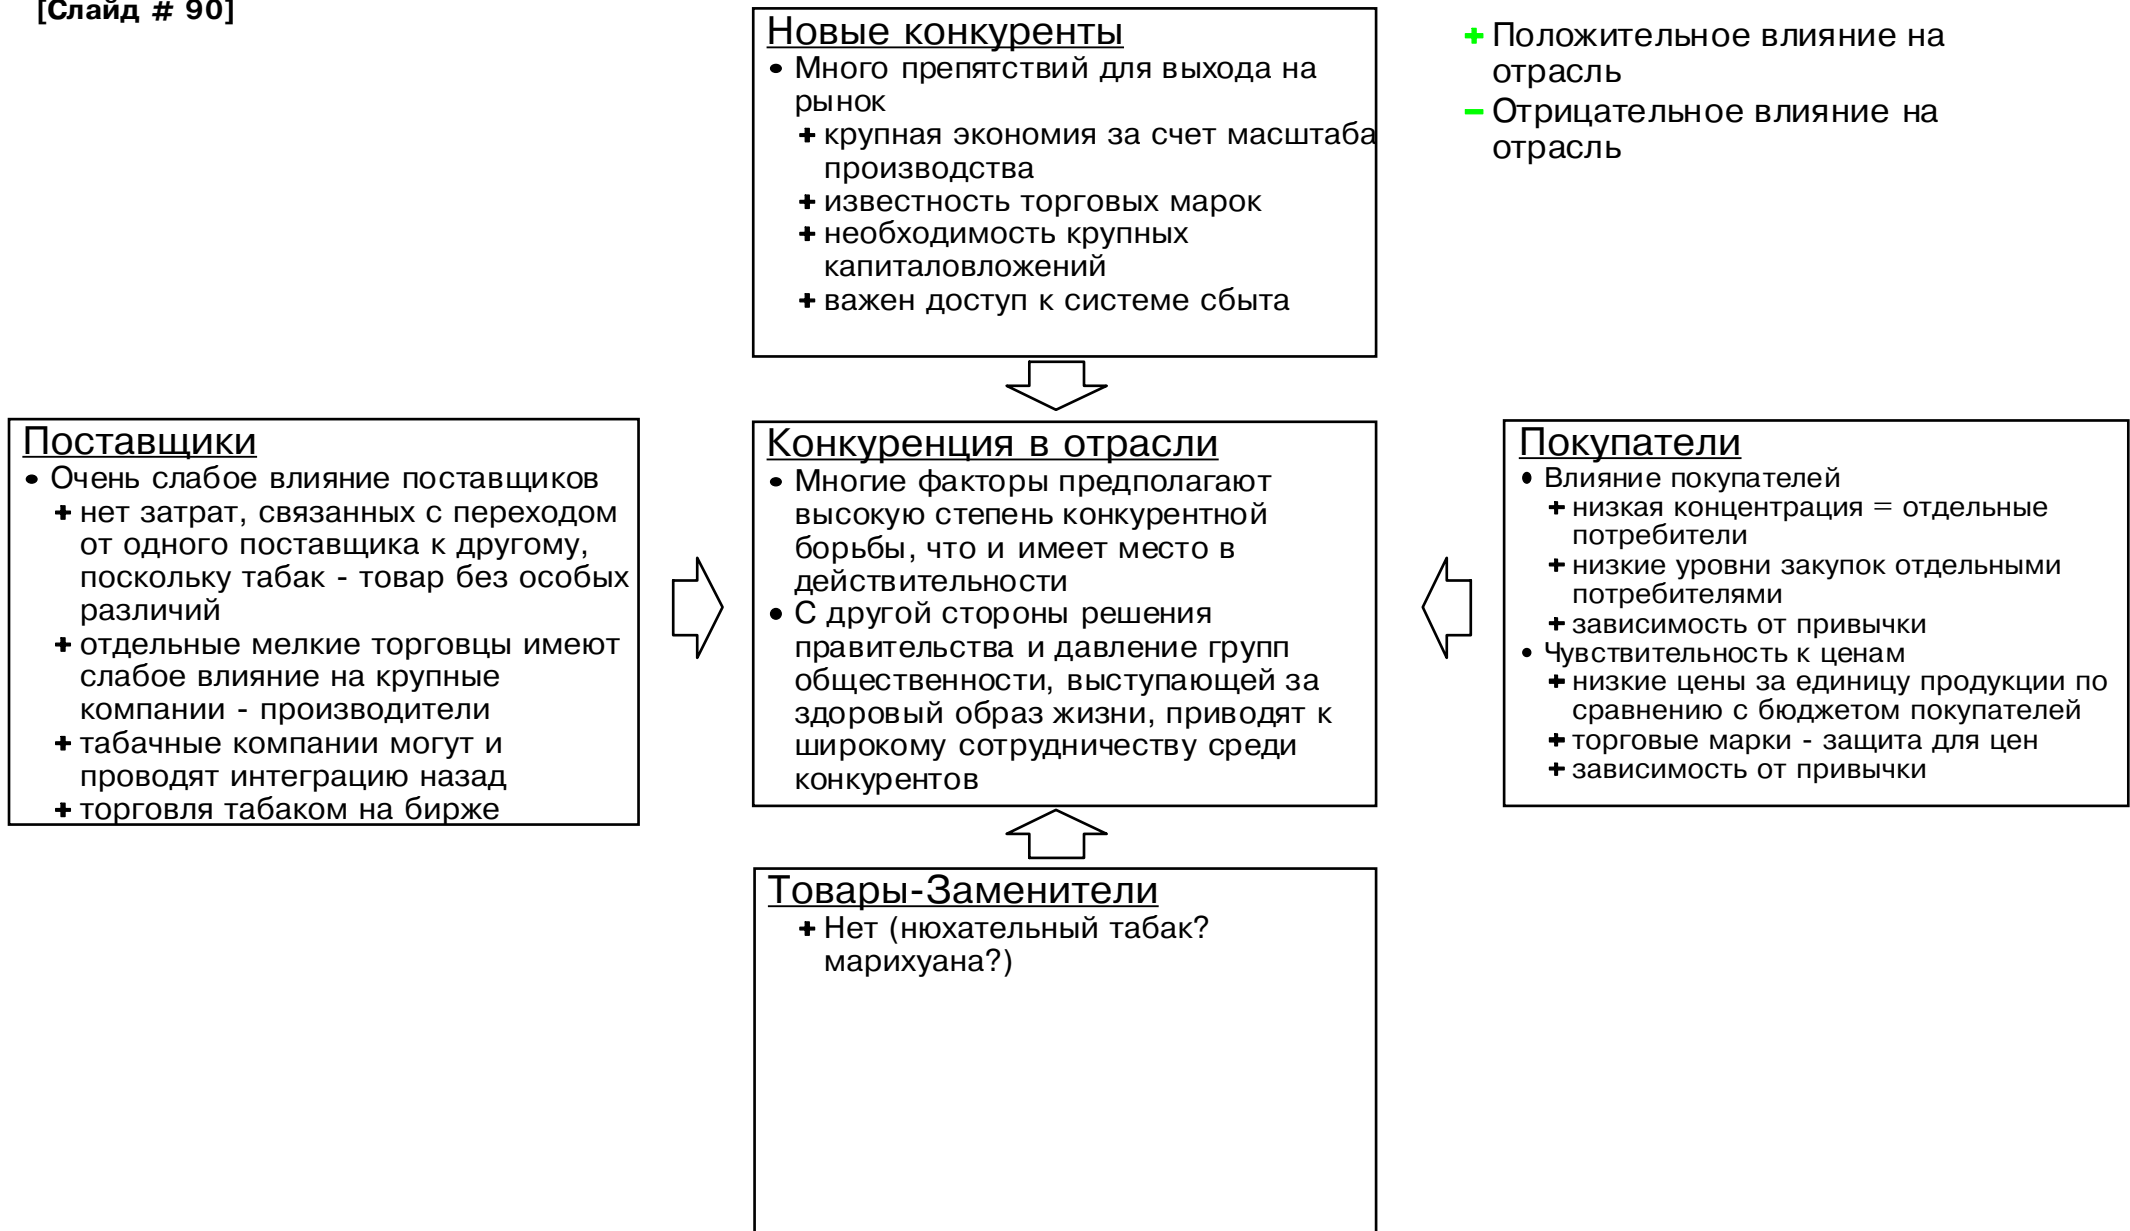 [Слайд # 90]
Новые конкуренты
• Много препятствий для выхода на
рынок
+ крупная экономия за счет масштаба
производства
+ известность торговых марок
+ необходимость крупных
капиталовложений
+ важен доступ к системе сбыта
+ Положительное влияние на
отрасль
– Отрицательное влияние на
отрасль
Поставщики
• Очень слабое влияние поставщиков
+ нет затрат, связанных с переходом
от одного поставщика к другому,
поскольку табак - товар без особых
различий
+ отдельные мелкие торговцы имеют
слабое влияние на крупные
компании - производители
+ табачные компании могут и
проводят интеграцию назад
+ торговля табаком на бирже
Конкуренция в отрасли
• Многие факторы предполагают
высокую степень конкурентной
борьбы, что и имеет место в
действительности
• С другой стороны решения
правительства и давление групп
общественности, выступающей за
здоровый образ жизни, приводят к
широкому сотрудничеству среди
конкурентов
Покупатели
• Влияние покупателей
+ низкая концентрация = отдельные
потребители
+ низкие уровни закупок отдельными
потребителями
+ зависимость от привычки
• Чувствительность к ценам
+ низкие цены за единицу продукции по
сравнению с бюджетом покупателей
+ торговые марки - защита для цен
+ зависимость от привычки
Товары-Заменители
+ Нет (нюхательный табак?
марихуана?)